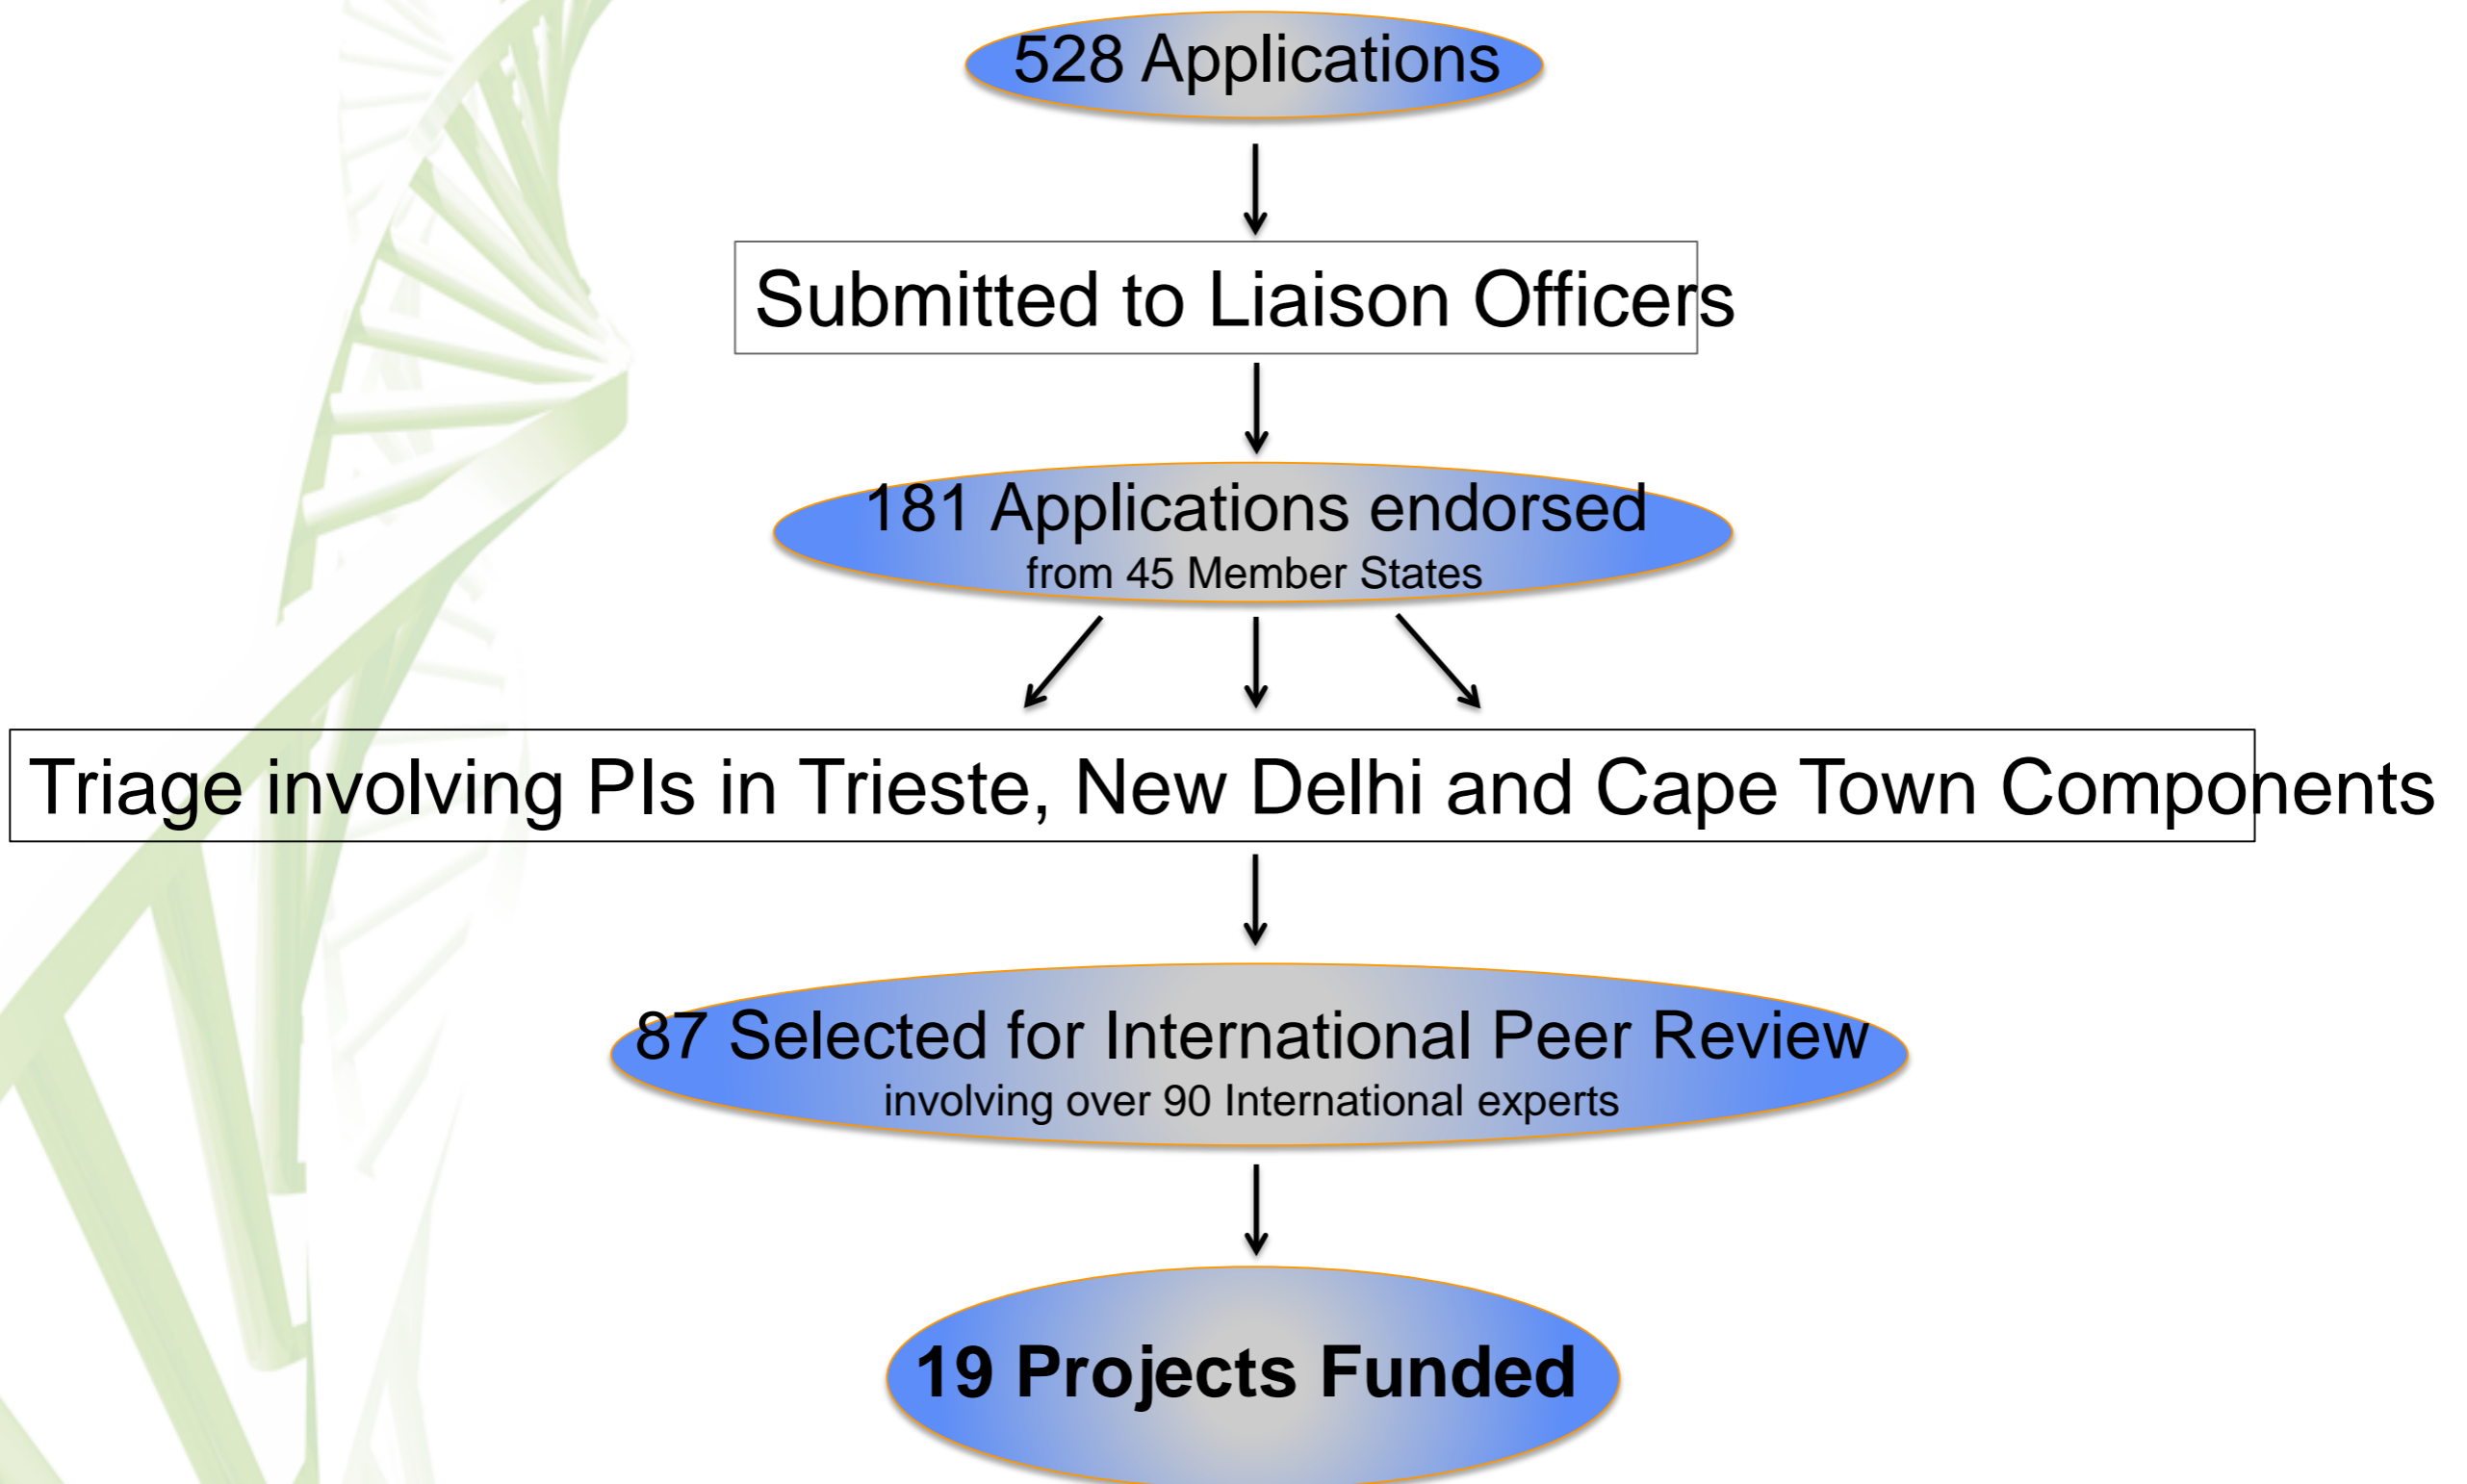 528 Applications
Submitted to Liaison Officers
181 Applications endorsed
from 45 Member States
Triage involving PIs in Trieste, New Delhi and Cape Town Components
87 Selected for International Peer Review
involving over 90 International experts
19 Projects Funded